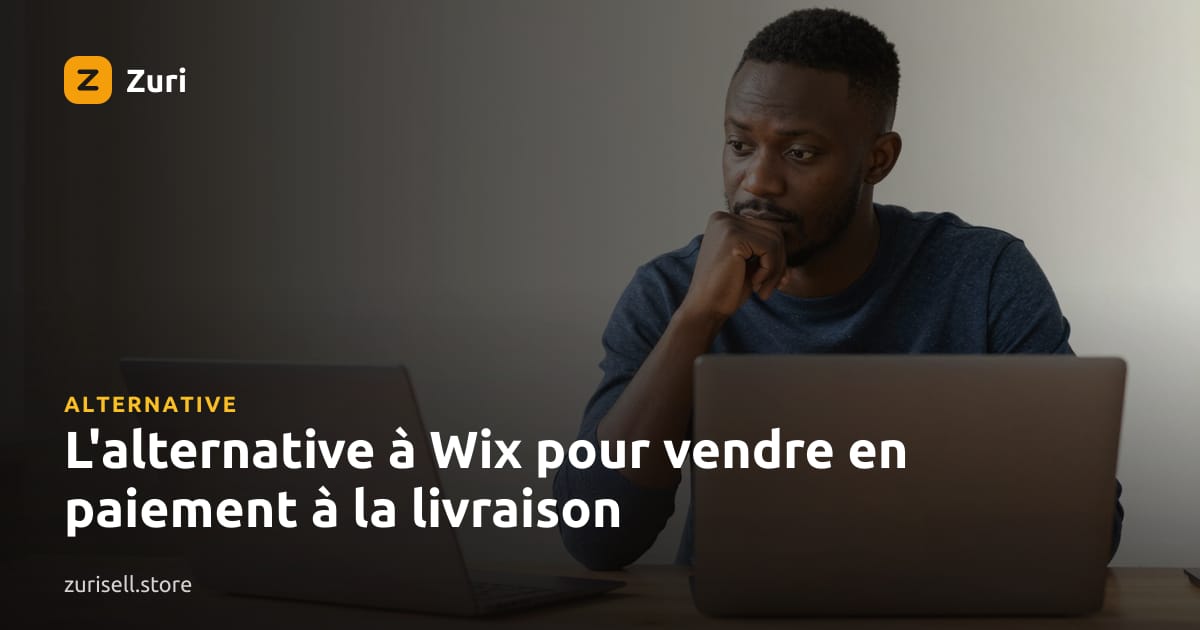 Z
Zuri
ALTERNATIVE
L'alternative à Wix pour vendre en
paiement à la livraison
zurisell.store